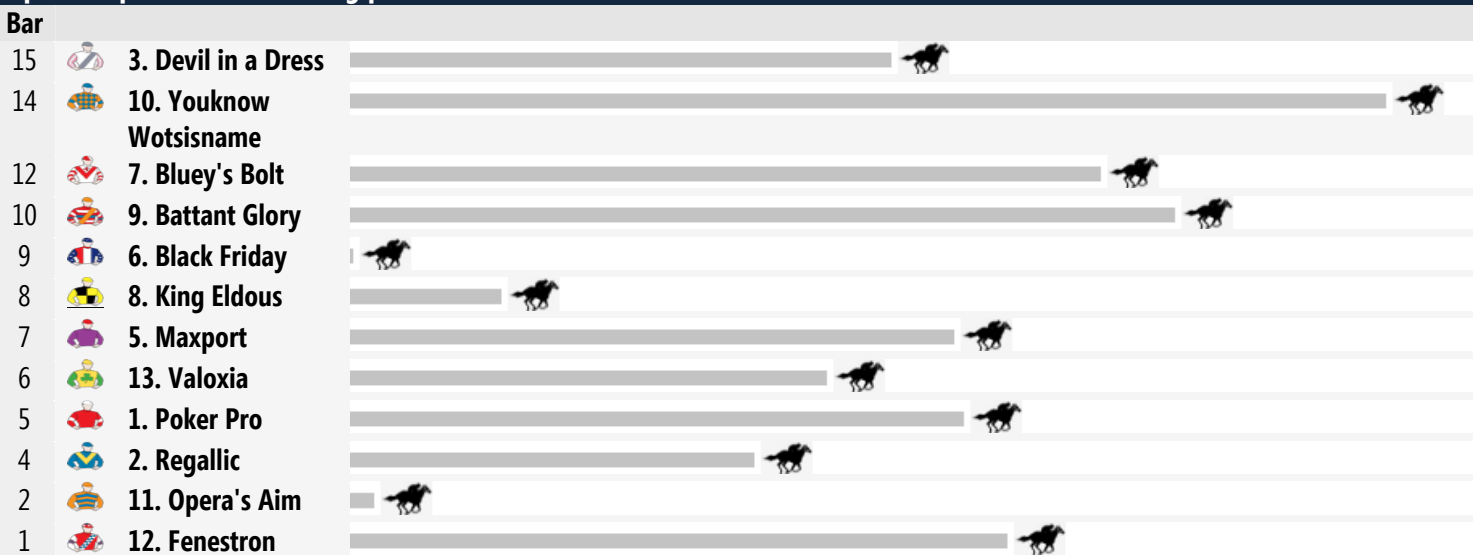 Bar
15 3. Devil in a Dress
14 10. Youknow
Wotsisname
12 7. Bluey's Bolt
10 9. Battant Glory
9 6. Black Friday
8 8. King Eldous
7 5. Maxport
6 13. Valoxia
5 1. Poker Pro
4 2. Regallic
2 11. Opera's Aim
1 12. Fenestron